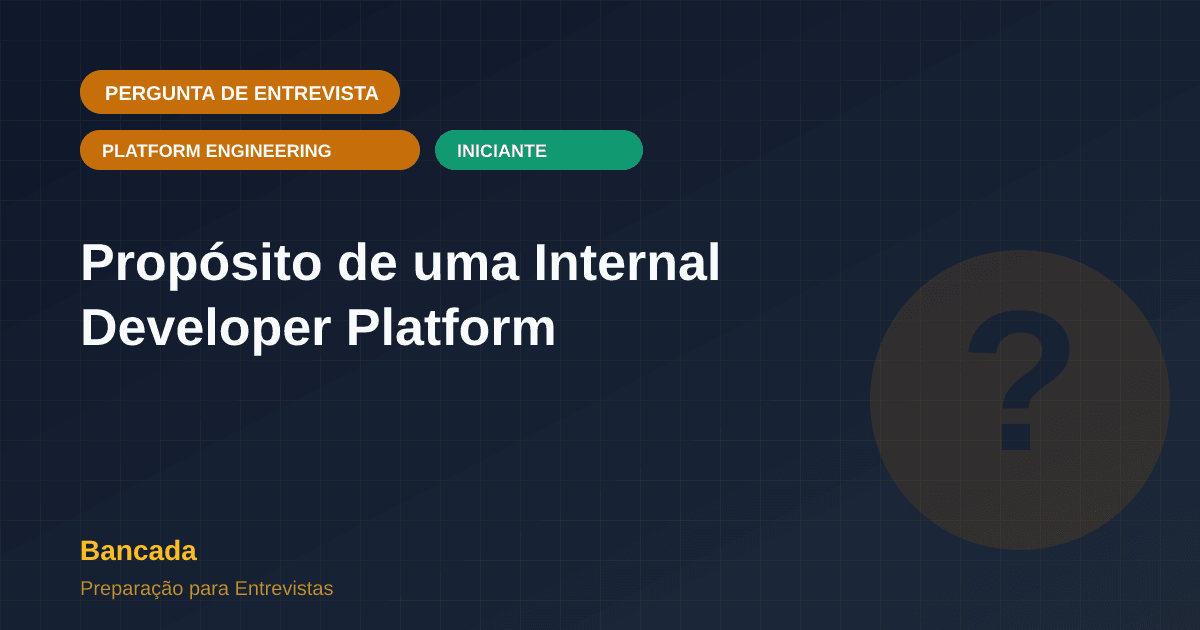 PERGUNTA DE ENTREVISTA
PLATFORM ENGINEERING INICIANTE
Propósito de uma Internal
Developer Platform
?
Bancada
Preparação para Entrevistas